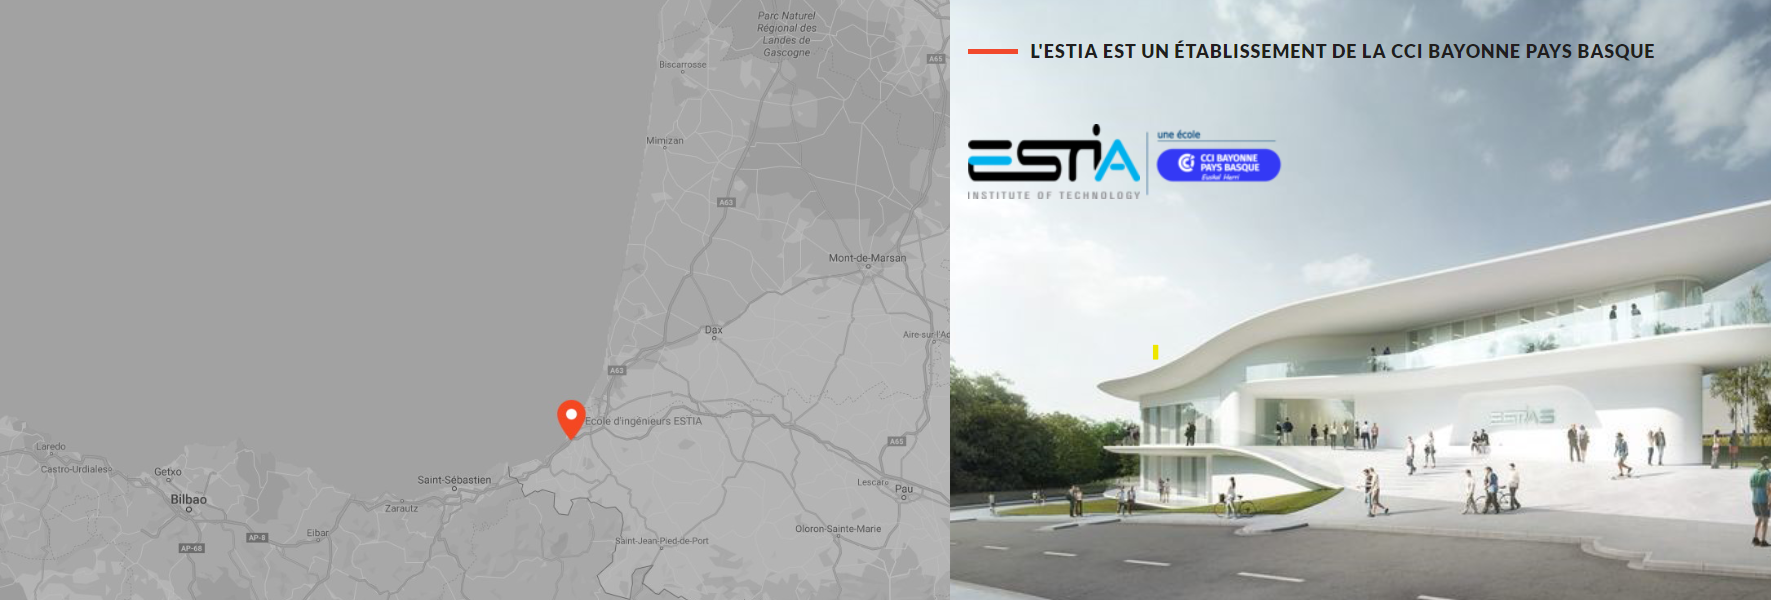 Parc Naturel
Régional des
Landes de
Gascogne
A65
Biscarrosse
Mimizan
A63
Mont-de-Marsan
Dax
Aire-sur-l'Ad
A63
Ecole d'ingénieurs ESTIA
A65
Laredo
Castro-Urdiales
Getxo
Bilbao
Saint-Sébastien
Zarautz
Eibar
AP-8
AP-68
Lescar
Pau
Oloron-Sainte-Marie
Saint-Jean-Pied-de-Port
L'ESTIA EST UN ÉTABLISSEMENT DE LA CCI BAYONNE PAYS BASQUE
ESTIA
INSTITUTE OF TECHNOLOGY
une école
CCI BAYONNE
PAYS BASQUE
Euskal Herri
ESTIA